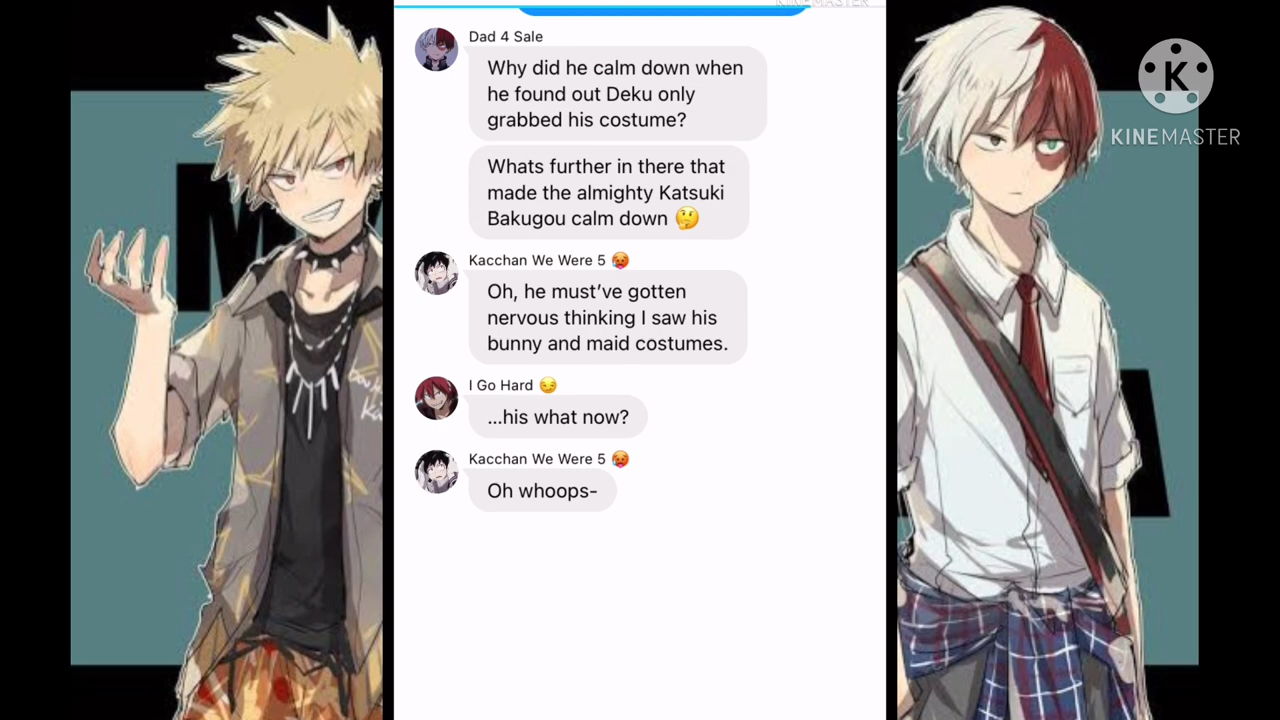 KINEMASTER
Dad 4 Sale
Why did he calm down when
he found out Deku only
grabbed his costume?
Whats further in there that
made the almighty Katsuki
Bakugou calm down 🤔
Kacchan We Were 5 🥵
Oh, he must’ve gotten
nervous thinking I saw his
bunny and maid costumes.
I Go Hard 😏
...his what now?
Kacchan We Were 5 🥵
Oh whoops-
K
KINEMASTER